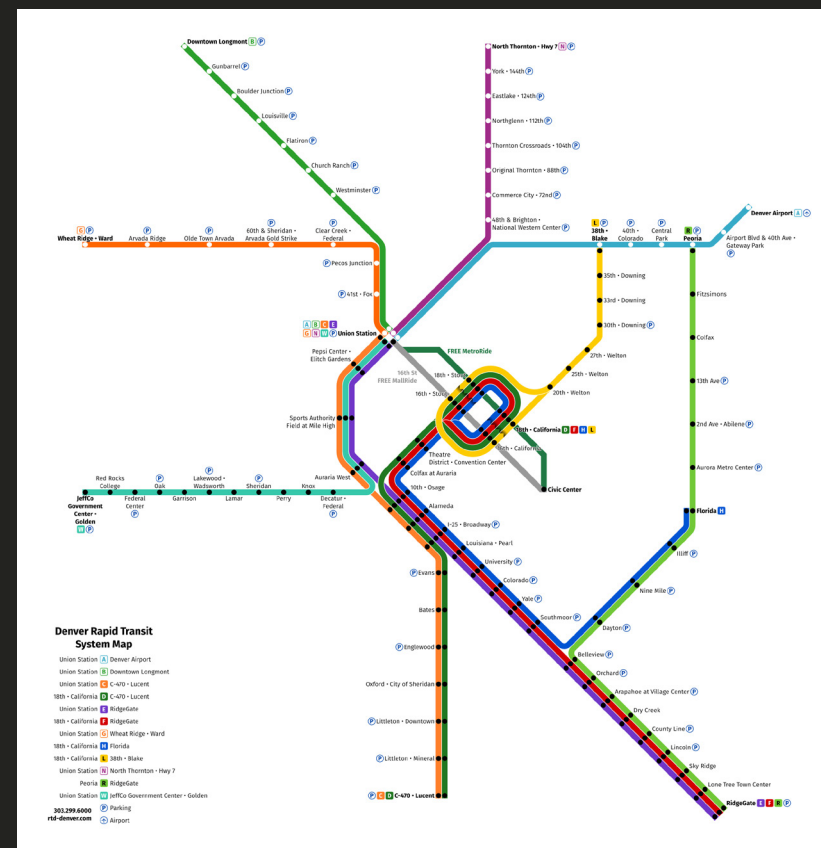 Downtown Longmont B P
Gunbarrel P
Boulder Junction P
Louisville P
Flatiron P
Church Ranch P
Westminster P
North Thornton • Hwy 7 N P
York • 144th P
Eastlake • 124th P
Northglenn • 112th P
Thornton Crossroads • 104th P
Original Thornton • 88th P
Commerce City • 72nd P
48th & Brighton •
National Western Center P
G P
Wheat Ridge • Ward
Arvada Ridge
P
Olde Town Arvada
P
60th & Sheridan •
Arvada Gold Strike
P
Clear Creek •
Federal
P
P Pecos Junction
P 41st • Fox
A B C E
G N W P Union Station
L P
38th •
Blake
P
40th •
Colorado
P
Central
Park
R P
Peoria
Denver Airport A
Airport Blvd & 40th Ave •
Gateway Park
P
35th • Downing
33rd • Downing
30th • Downing P
27th • Welton
25th • Welton
20th • Welton
Fitzsimons
Colfax
13th Ave P
2nd Ave • Abilene P
Aurora Metro Center P
Florida H
Iliff P
Nine Mile P
Dayton P
FREE MetroRide
16th St
FREE MallRide
18th • Stout
16th • Stout
18th • California D F H L
16th • California
Civic Center
Pepsi Center •
Elitch Gardens
Sports Authority
Field at Mile High
Auraria West
Theatre
District • Convention Center
Colfax at Auraria
10th • Osage
Alameda
I-25 • Broadway P
Louisiana • Pearl
University P
Colorado P
Yale P
Southmoor P
Belleview P
Orchard P
Arapahoe at Village Center P
Dry Creek
County Line P
Lincoln P
Sky Ridge
Lone Tree Town Center
RidgeGate E F R P
JeffCo
Government
Center •
Golden
W P
Red Rocks
College
Federal
Center
P
P
Oak
Garrison
P
Lakewood •
Wadsworth
Lamar
P
Sheridan
Perry
Knox
Decatur •
Federal
P
P Evans
Bates
P Englewood
Oxford • City of Sheridan
P Littleton • Downtown
P Littleton • Mineral
P C D C-470 • Lucent
Denver Rapid Transit
System Map
Union Station A Denver Airport
Union Station B Downtown Longmont
Union Station C C-470 • Lucent
18th • California D C-470 • Lucent
Union Station E RidgeGate
18th • California F RidgeGate
Union Station G Wheat Ridge • Ward
18th • California H Florida
18th • California L 38th • Blake
Union Station N North Thornton • Hwy 7
Peoria R RidgeGate
Union Station W JeffCo Government Center • Golden
303.299.6000
rtd-denver.com
P Parking
Airport